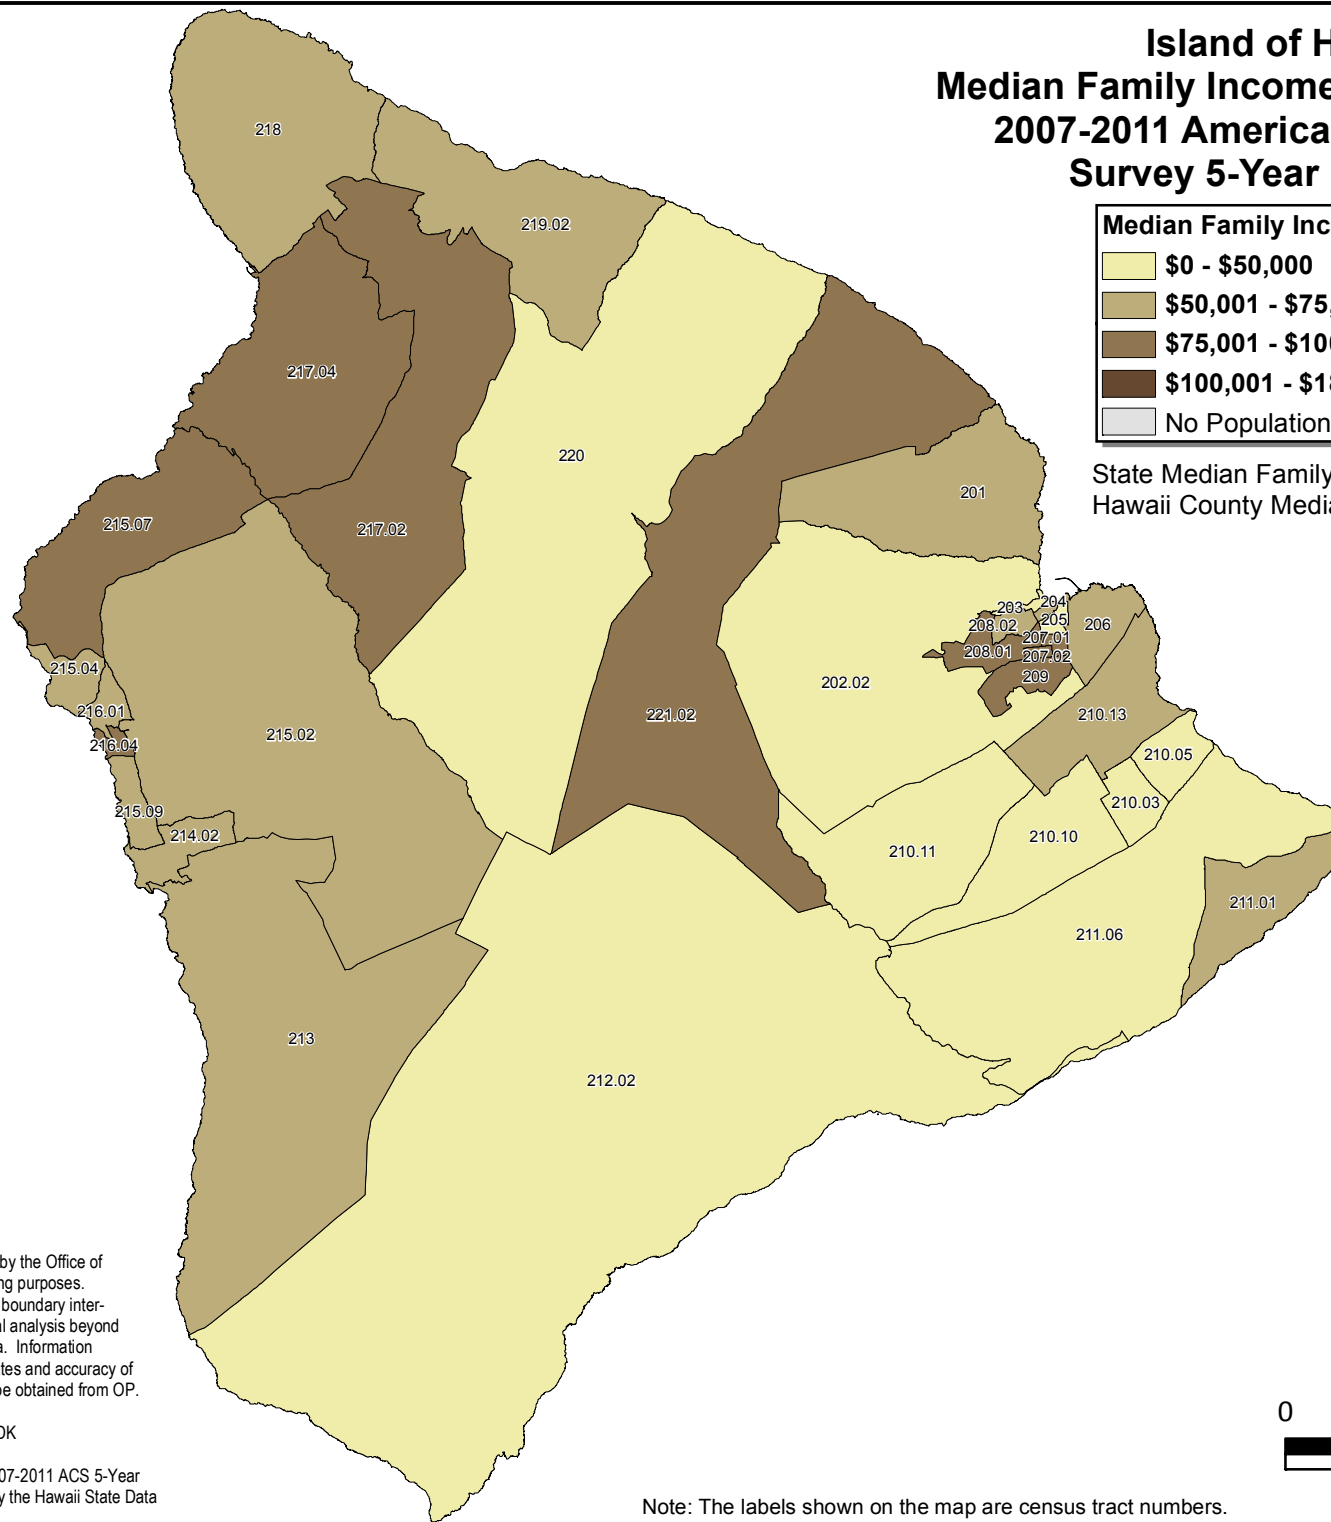 Island of H
Median Family Income
2007-2011 America
Survey 5-Year
Median Family Inc
$0 - $50,000
$50,001 - $75,
$75,001 - $100
$100,001 - $18
No Population
State Median Family
Hawaii County Media
218
219.02
217.04
220
201
215.07
217.02
203
204
205
206
208.02
207.01
208.01
207.02
209
215.04
202.02
216.01
221.02
210.13
216.04
215.02
210.05
210.03
215.09
214.02
210.10
210.11
211.01
211.06
213
212.02
by the Office of
ng purposes.
boundary inter-
al analysis beyond
a. Information
tes and accuracy of
be obtained from OP.
OK
07-2011 ACS 5-Year
y the Hawaii State Data
0
Note: The labels shown on the map are census tract numbers.